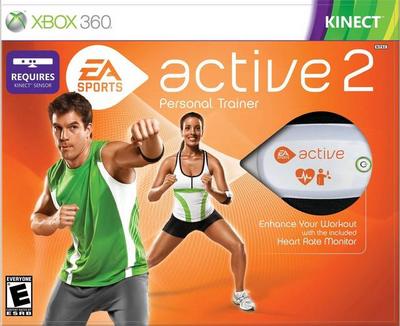 XBOX 360
KINECT
REQUIRES
KINECT SENSOR
EA
SPORTS
active 2
Personal Trainer
EA
SPORTS
active
Enhance Your Workout
with the included
Heart Rate Monitor
EVERYONE
E
ESRB